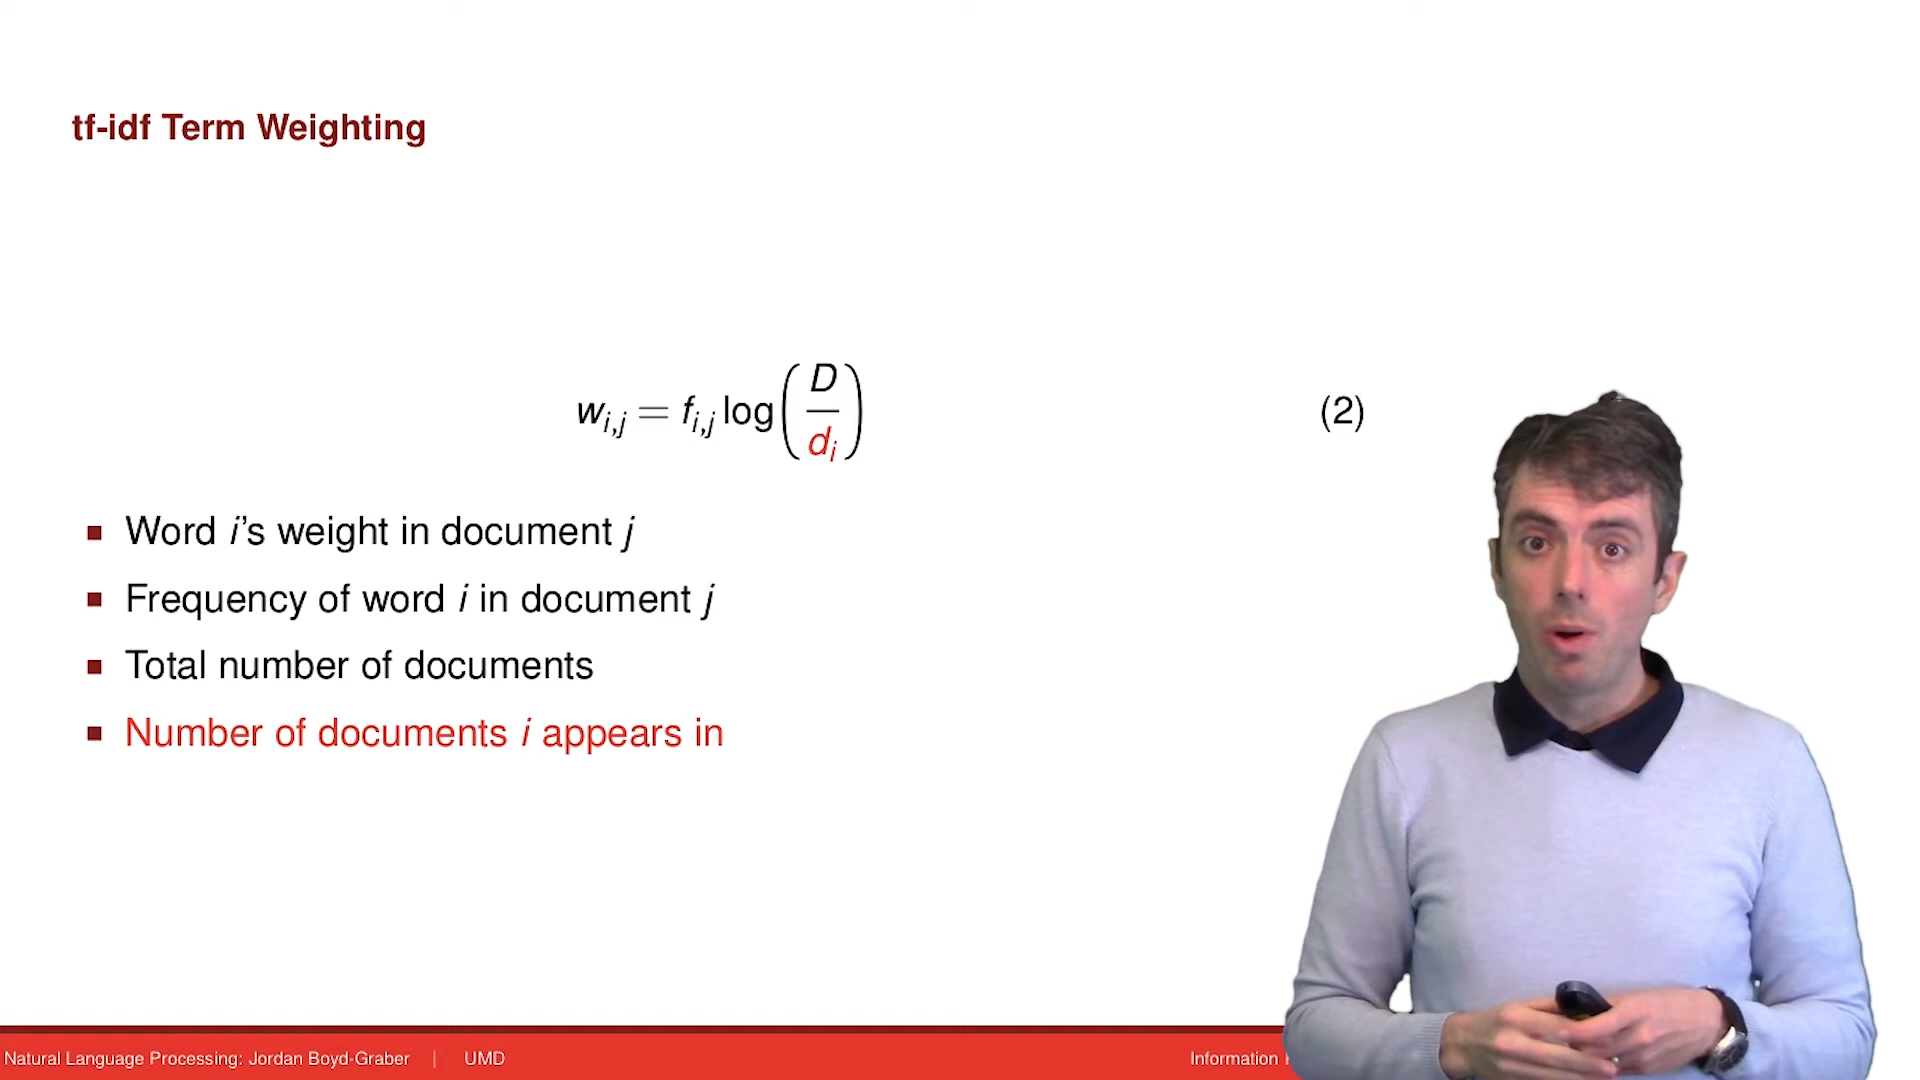 tf-idf Term Weighting
w_{i,j} = f_{i,j} log(D/d_i) (2)
Word i's weight in document j
Frequency of word i in document j
Total number of documents
Number of documents i appears in
Natural Language Processing: Jordan Boyd-Graber | UMD Information